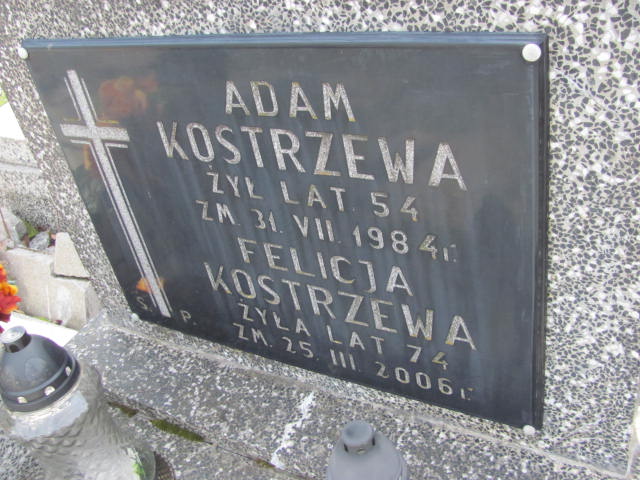 ADAM
KOSTRZEWA
ŻYŁ LAT 54
ZM. 31. VII. 1984 r.
FELICJA
KOSTRZEWA
ŻYŁA LAT 74
ZM. 25. III. 2006 r.
Ś. P.